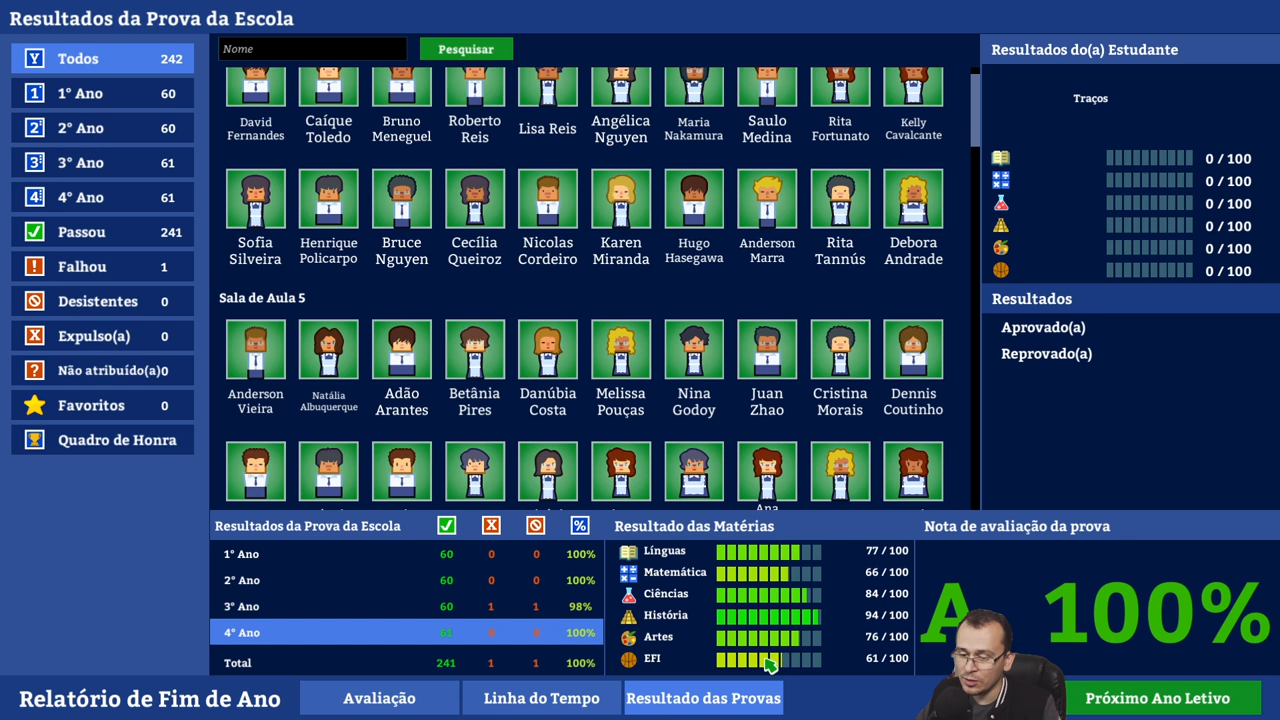 Resultados da Prova da Escola
Todos 242
1º Ano 60
2º Ano 60
3º Ano 61
4º Ano 61
Passou 241
Falhou 1
Desistentes 0
Expulso(a) 0
Não atribuído(a)0
Favoritos 0
Quadro de Honra
Nome
Pesquisar
David Fernandes
Caíque Toledo
Bruno Meneguel
Roberto Reis
Lisa Reis
Angélica Nguyen
Maria Nakamura
Saulo Medina
Rita Fortunato
Kelly Cavalcante
Sofia Silveira
Henrique Policarpo
Bruce Nguyen
Cecília Queiroz
Nicolas Cordeiro
Karen Miranda
Hugo Hasegawa
Anderson Marra
Rita Tannús
Debora Andrade
Sala de Aula 5
Anderson Vieira
Natália Albuquerque
Adão Arantes
Betânia Pires
Danúbia Costa
Melissa Pouças
Nina Godoy
Juan Zhao
Cristina Morais
Dennis Coutinho
Ana
Resultados do(a) Estudante
Traços
0 / 100
0 / 100
0 / 100
0 / 100
0 / 100
0 / 100
Resultados
Aprovado(a)
Reprovado(a)
Resultados da Prova da Escola %
1º Ano 60 0 0 100%
2º Ano 60 0 0 100%
3º Ano 60 1 1 98%
4º Ano 61 0 0 100%
Total 241 1 1 100%
Resultado das Matérias
Línguas 77 / 100
Matemática 66 / 100
Ciências 84 / 100
História 94 / 100
Artes 76 / 100
EFI 61 / 100
Nota de avaliação da prova
A 100%
Relatório de Fim de Ano
Avaliação
Linha do Tempo
Resultado das Provas
Próximo Ano Letivo